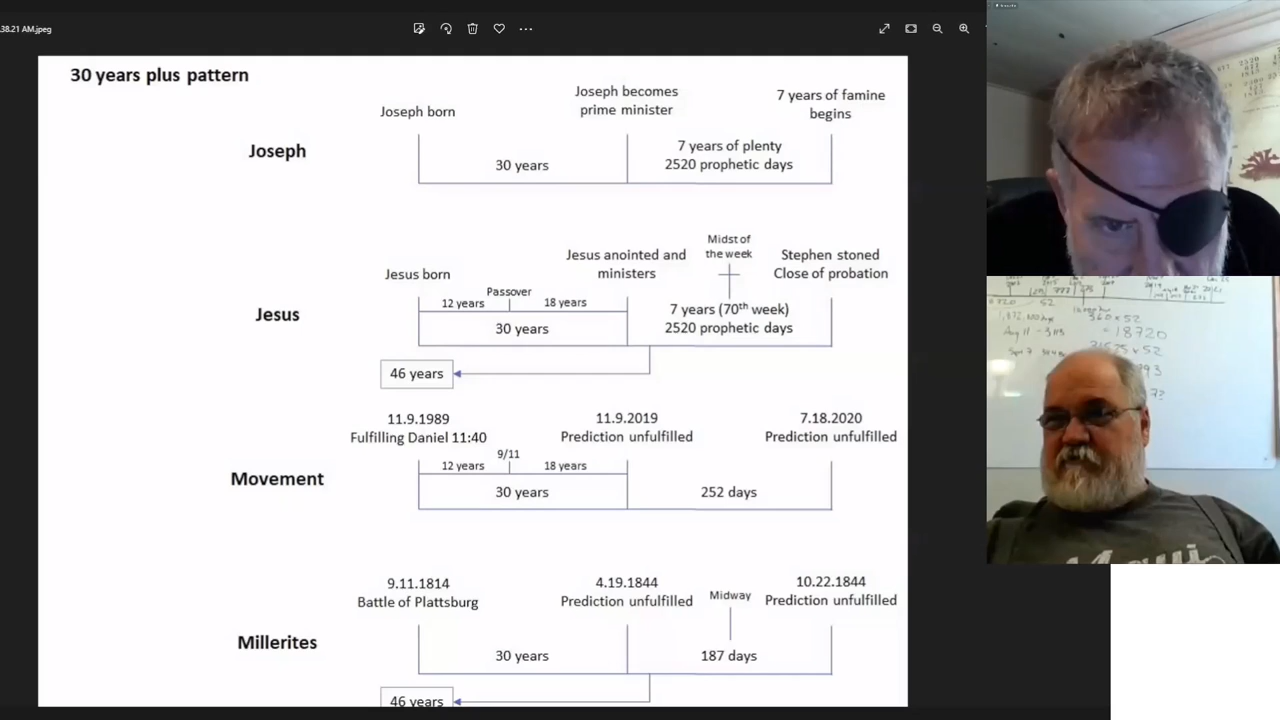 38.21 AM.jpeg
30 years plus pattern
Joseph born
Joseph becomes
prime minister
7 years of famine
begins
Joseph
30 years
7 years of plenty
2520 prophetic days
Jesus born
Jesus anointed and
ministers
Midst of
the week
Stephen stoned
Close of probation
Passover
12 years
18 years
Jesus
30 years
7 years (70th week)
2520 prophetic days
46 years
11.9.1989
Fulfilling Daniel 11:40
11.9.2019
Prediction unfulfilled
7.18.2020
Prediction unfulfilled
9/11
12 years
18 years
Movement
30 years
252 days
9.11.1814
Battle of Plattsburg
4.19.1844
Prediction unfulfilled
Midway
10.22.1844
Prediction unfulfilled
Millerites
30 years
187 days
46 years
52
360 x 52
= 18720